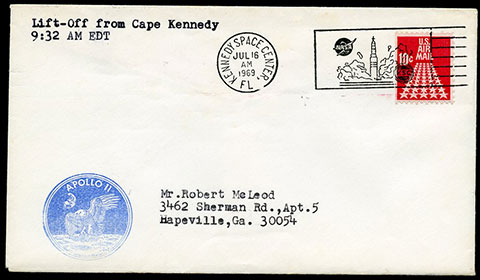 Lift-Off from Cape Kennedy
9:32 AM EDT
KENNEDY SPACE CENTER
JUL 16
AM
1969
FL
NASA
U.S.
AIR
MAIL
10c
APOLLO 11
Mr.Robert McLeod
3462 Sherman Rd.,Apt.5
Hapeville,Ga. 30054